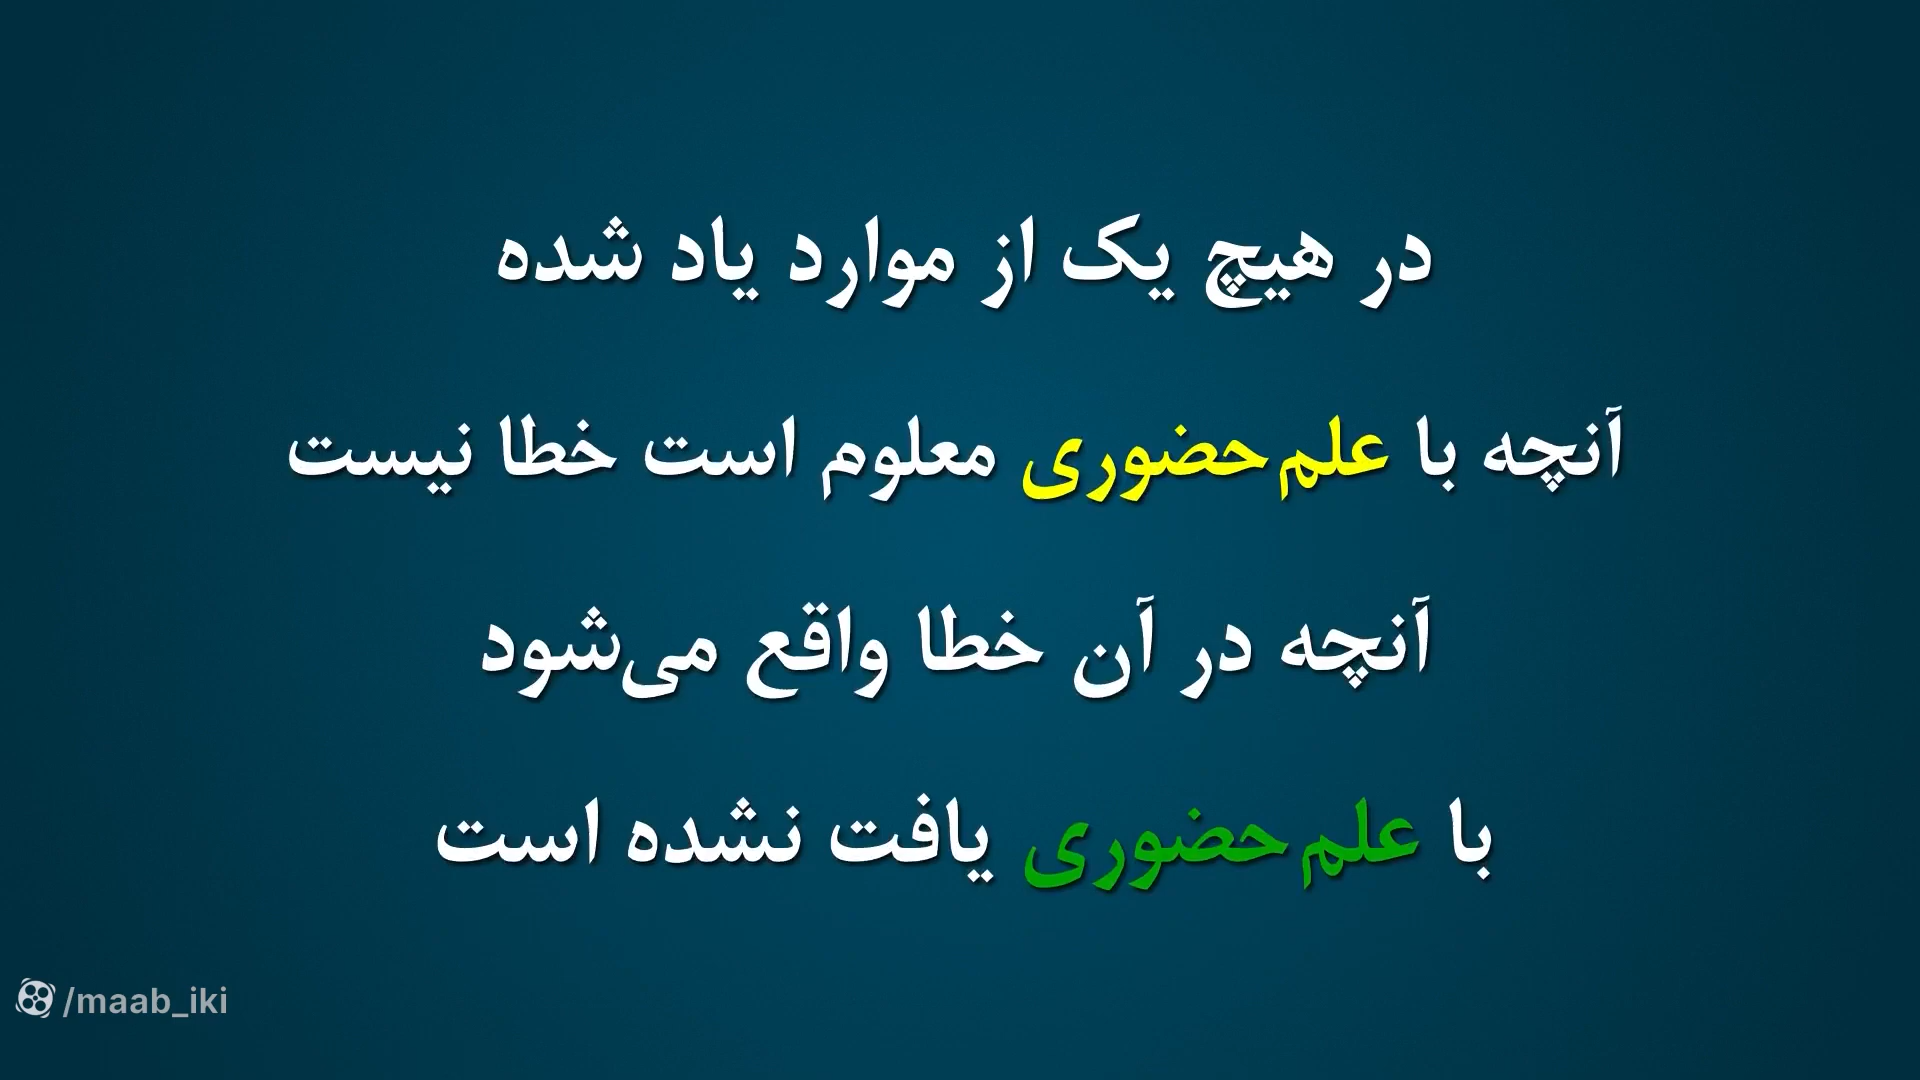 در هیچ یک از موارد یاد شده
آنچه با علم حضوری معلوم است خطا نیست
آنچه در آن خطا واقع می‌شود
با علم حضوری یافت نشده است
/maab_iki